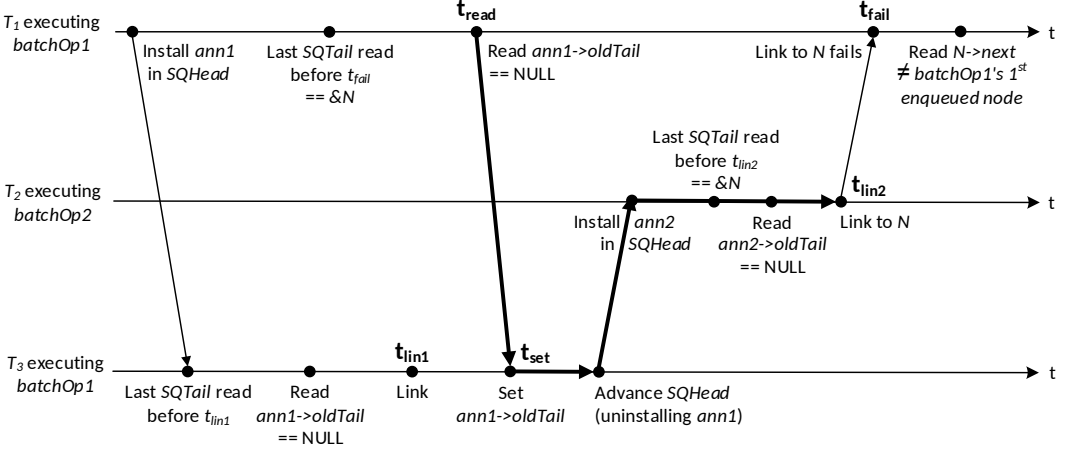 T1 executing
batchOp1
Install ann1
in SQHead
Last SQTail read
before tfail
== &N
tread
Read ann1->oldTail
== NULL
Link to N fails
tfail
Read N->next
≠ batchOp1's 1st
enqueued node
t
T2 executing
batchOp2
Install ann2
in SQHead
Last SQTail read
before tlin2
== &N
Read
ann2->oldTail
== NULL
tlin2
Link to N
t
T3 executing
batchOp1
Last SQTail read
before tlin1
Read
ann1->oldTail
== NULL
tlin1
Link
tset
Set
ann1->oldTail
Advance SQHead
(uninstalling ann1)
t